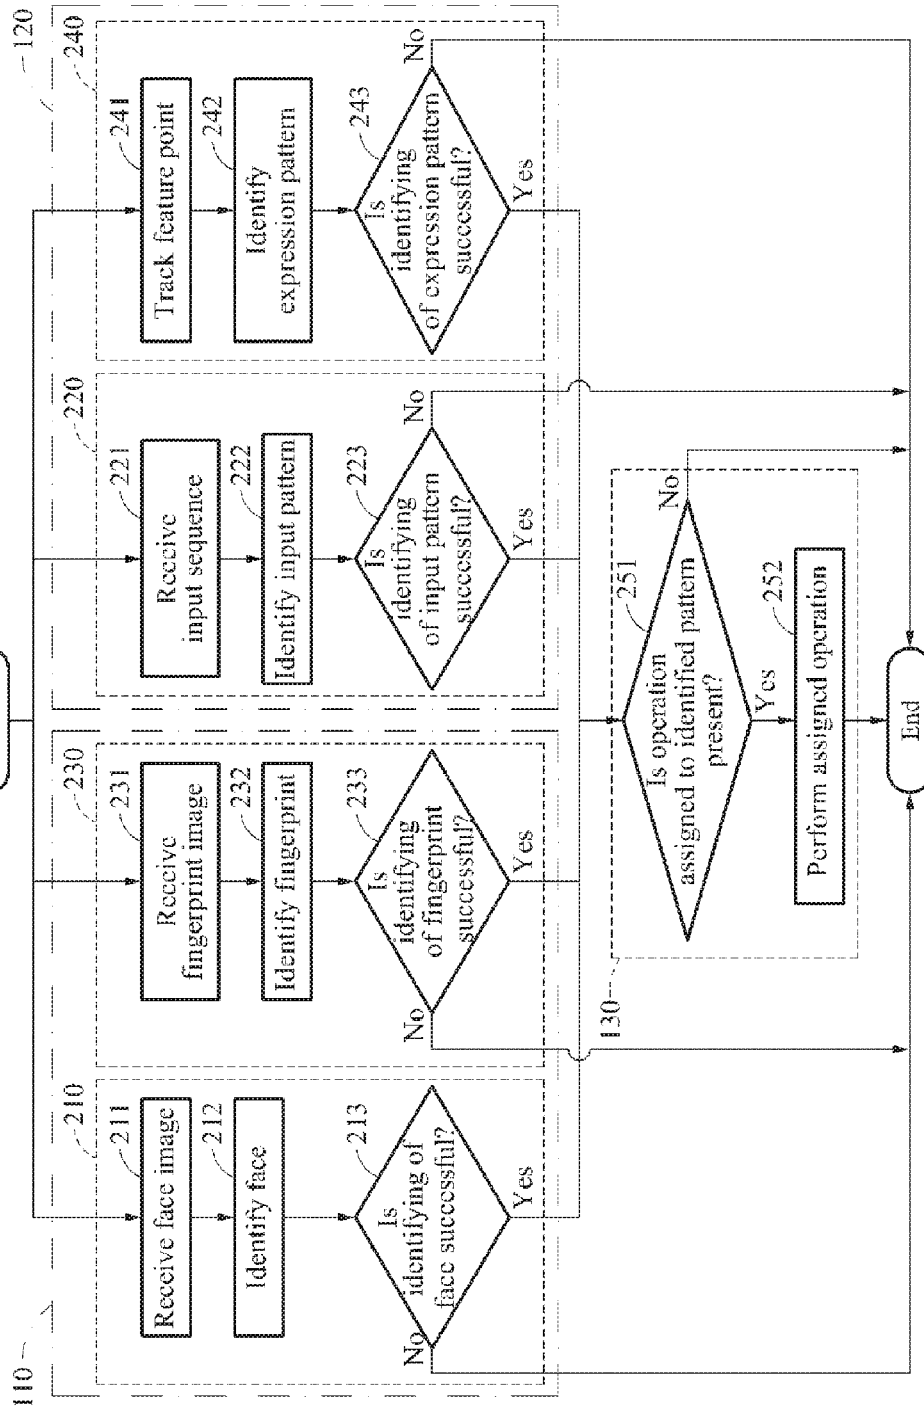 110
120
210
211
Receive face image
212
Identify face
213
Is
identifying of
face successful?
No
Yes
230
231
Receive
fingerprint image
232
Identify fingerprint
233
Is
identifying
of fingerprint
successful?
No
Yes
220
221
Receive
input sequence
222
Identify input pattern
223
Is
identifying
of input pattern
successful?
No
Yes
240
241
Track feature point
242
Identify
expression pattern
243
Is
identifying
of expression pattern
successful?
No
Yes
130
251
Is operation
assigned to identified pattern
present?
No
Yes
252
Perform assigned operation
End